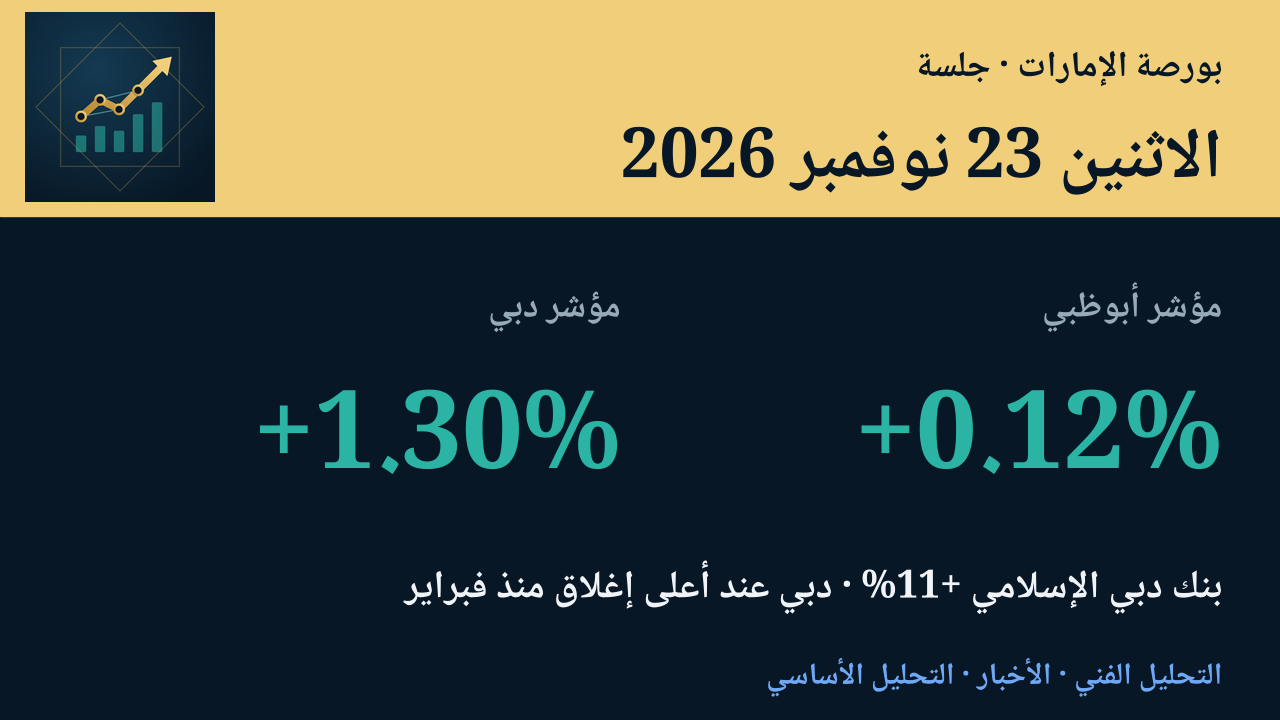 بورصة الإمارات · جلسة
الاثنين 23 نوفمبر 2026
مؤشر أبوظبي
مؤشر دبي
+0.12%
+1.30%
بنك دبي الإسلامي +11% · دبي عند أعلى إغلاق منذ فبراير
التحليل الفني · الأخبار · التحليل الأساسي